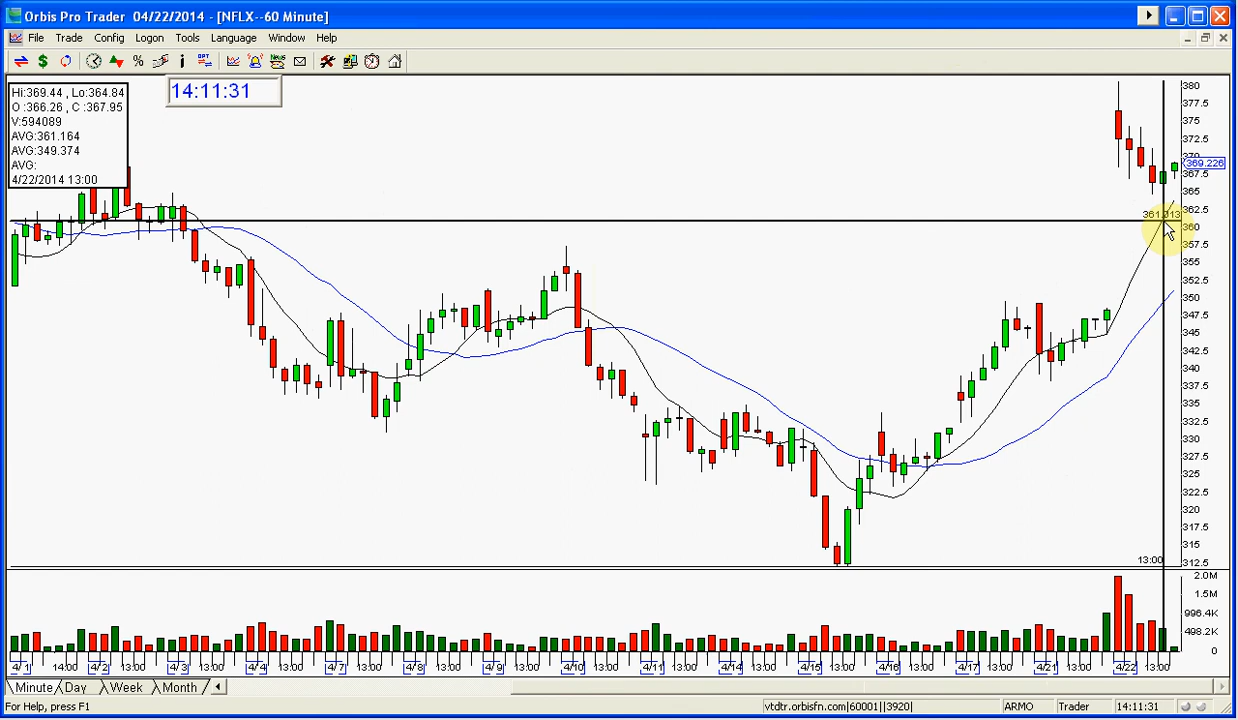 Orbis Pro Trader 04/22/2014 - [NFLX--60 Minute]
File Trade Config Logon Tools Language Window Help
14:11:31
Hi:369.44 , Lo:364.84
O :366.26 , C :367.95
V:594089
AVG:361.164
AVG:349.374
AVG:
4/22/2014 13:00
380
377.5
375
372.5
370
369.226
367.5
365
362.5
361.013
360
357.5
355
352.5
350
347.5
345
342.5
340
337.5
335
332.5
330
327.5
325
322.5
320
317.5
315
13:00
312.5
2.0M
1.5M
996.4K
498.2K
0
4/ 1 14:00 4/ 2 13:00 4/ 3 13:00 4/ 4 13:00 4/ 7 13:00 4/ 8 13:00 4/ 9 13:00 4/10 13:00 4/11 13:00 4/14 13:00 4/15 13:00 4/16 13:00 4/17 13:00 4/21 13:00 4/22 13:00
Minute Day Week Month
For Help, press F1 vtdtr.orbisfn.com|60001||3920| ARMO Trader 14:11:31